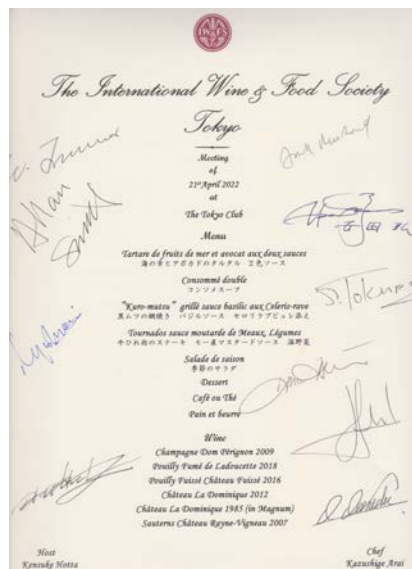 IW&FS
The International Wine & Food Society
Tokyo
Meeting
of
21st April 2022
at
The Tokyo Club
Menu
Tartare de fruits de mer et avocat aux deux sauces
海の幸とアボカドのタルタル 2色ソース
Consommé double
コンソメスープ
"Kuro-mutsu" grillé sauce basilic aux Celeris-rave
黒ムツの網焼き バジルソース セロリラブピュレ添え
Tournados sauce moutarde de Meaux, Légumes
牛ひれ肉のステーキ モー産マスタードソース 温野菜
Salade de saison
季節のサラダ
Dessert
Café ou Thé
Pain et beurre
Wine
Champagne Dom Pérignon 2009
Pouilly Fumé de Ladoucette 2018
Pouilly Fuissé Château Fuissé 2016
Château La Dominique 2012
Château La Dominique 1985 (in Magnum)
Sauterns Château Rayne-Vigneau 2007
Host
Kensuke Hotta
Chef
Kazushige Arai
Allan
Smith
S. Tokun